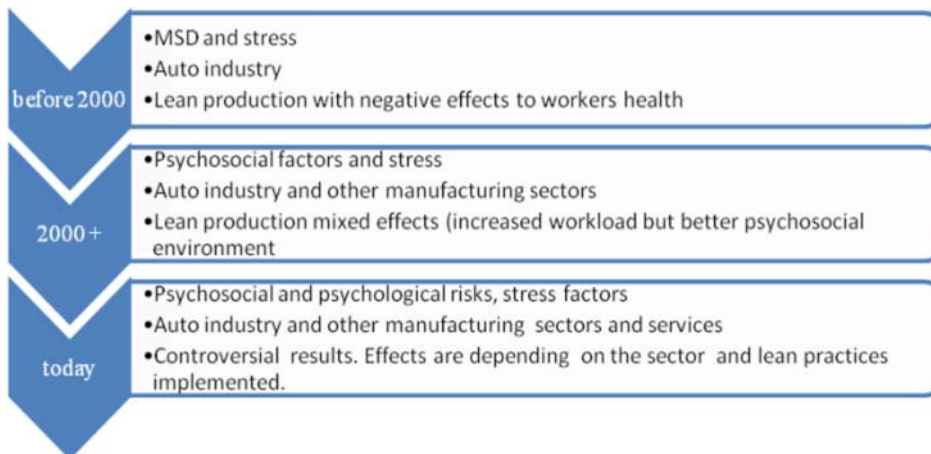 before 2000
•MSD and stress
•Auto industry
•Lean production with negative effects to workers health
2000+
•Psychosocial factors and stress
•Auto industry and other manufacturing sectors
•Lean production mixed effects (increased workload but better psychosocial
environment
today
•Psychosocial and psychological risks, stress factors
•Auto industry and other manufacturing sectors and services
•Controversial results. Effects are depending on the sector and lean practices
implemented.